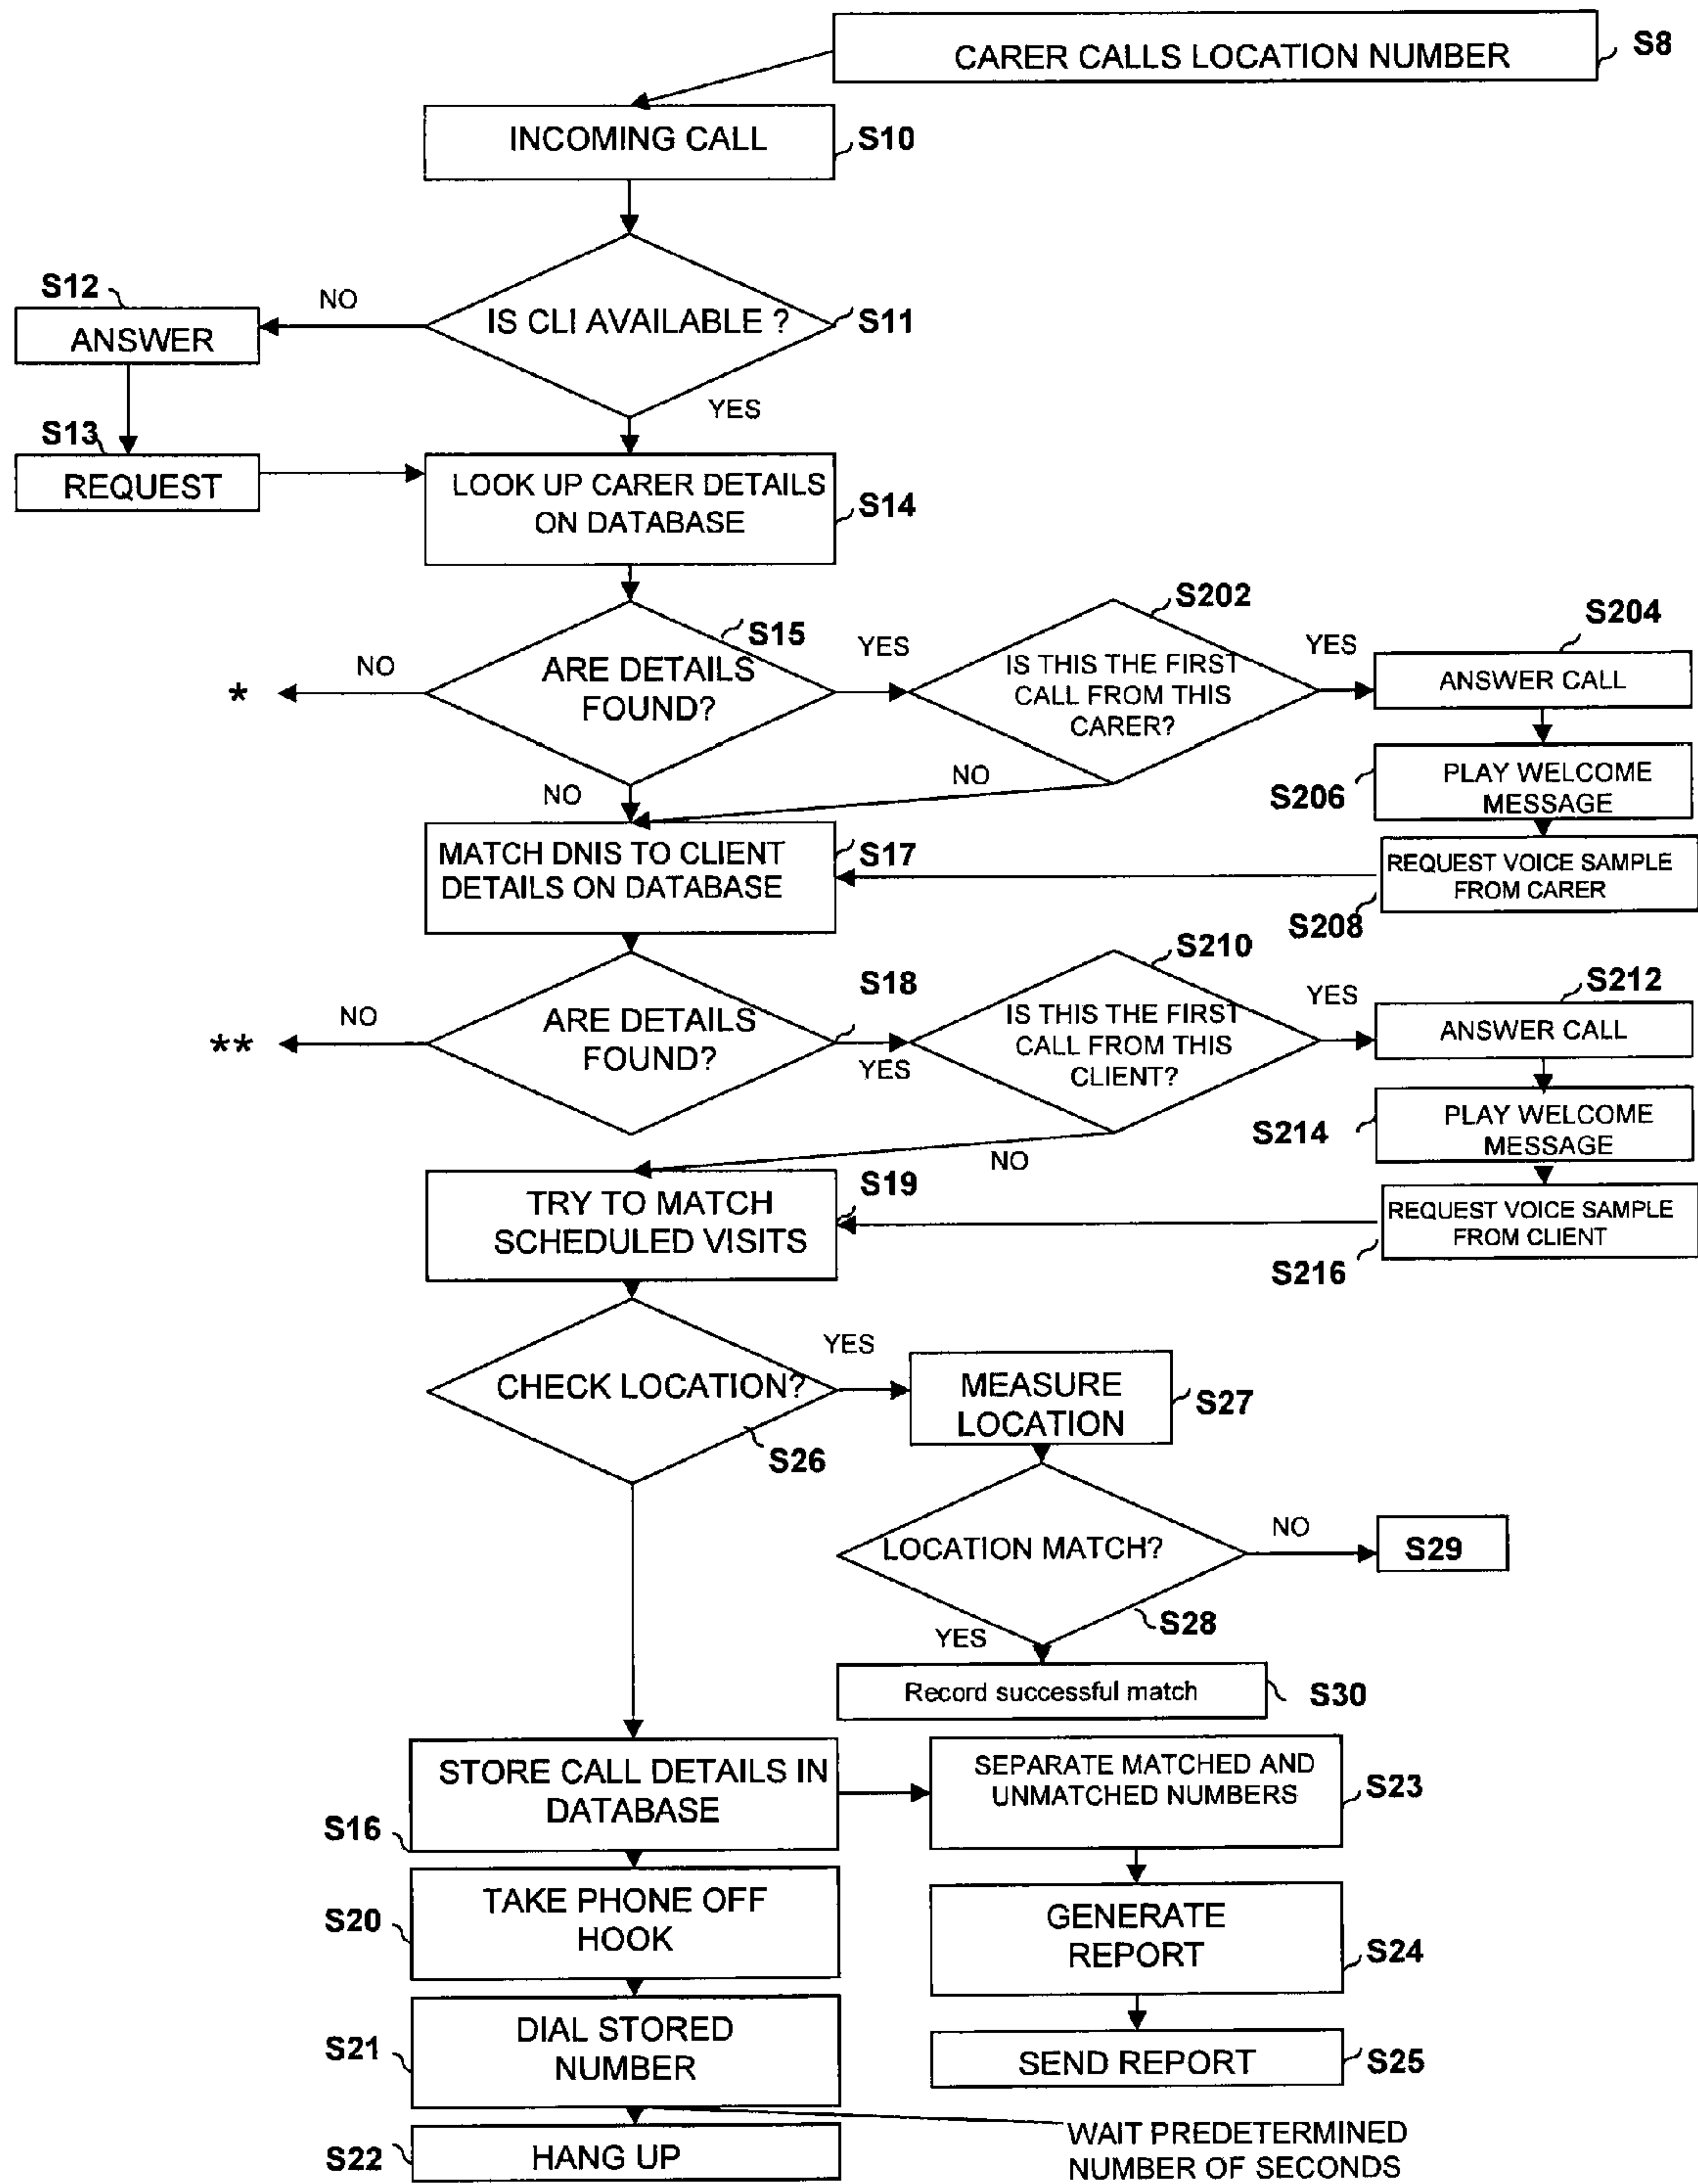 CARER CALLS LOCATION NUMBER
S8
INCOMING CALL
S10
S12
NO
ANSWER
IS CLI AVAILABLE ?
S11
YES
S13
REQUEST
LOOK UP CARER DETAILS
ON DATABASE
S14
S202
S204
S15
YES
YES
NO
ARE DETAILS
FOUND?
IS THIS THE FIRST
CALL FROM THIS
CARER?
ANSWER CALL
*
NO
NO
S206
PLAY WELCOME
MESSAGE
MATCH DNIS TO CLIENT
DETAILS ON DATABASE
S17
REQUEST VOICE SAMPLE
FROM CARER
S208
S210
S18
S212
YES
NO
**
ARE DETAILS
FOUND?
YES
IS THIS THE FIRST
CALL FROM THIS
CLIENT?
ANSWER CALL
S214
PLAY WELCOME
MESSAGE
NO
TRY TO MATCH
SCHEDULED VISITS
S19
REQUEST VOICE SAMPLE
FROM CLIENT
S216
YES
CHECK LOCATION?
S26
MEASURE
LOCATION
S27
LOCATION MATCH?
NO
S29
S28
YES
Record successful match
S30
STORE CALL DETAILS IN
DATABASE
S16
SEPARATE MATCHED AND
UNMATCHED NUMBERS
S23
TAKE PHONE OFF
HOOK
S20
GENERATE
REPORT
S24
DIAL STORED
NUMBER
S21
SEND REPORT
S25
WAIT PREDETERMINED
NUMBER OF SECONDS
S22
HANG UP